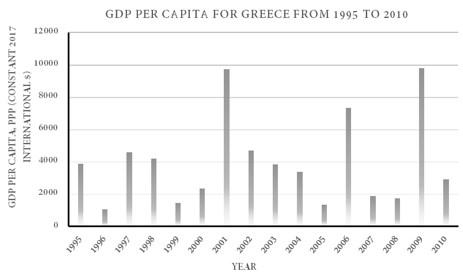 GDP PER CAPITA FOR GREECE FROM 1995 TO 2010
GDP PER CAPITA, PPP (CONSTANT 2017
INTERNATIONAL $)
12000
10000
8000
6000
4000
2000
0
1995 1996 1997 1998 1999 2000 2001 2002 2003 2004 2005 2006 2007 2008 2009 2010
YEAR